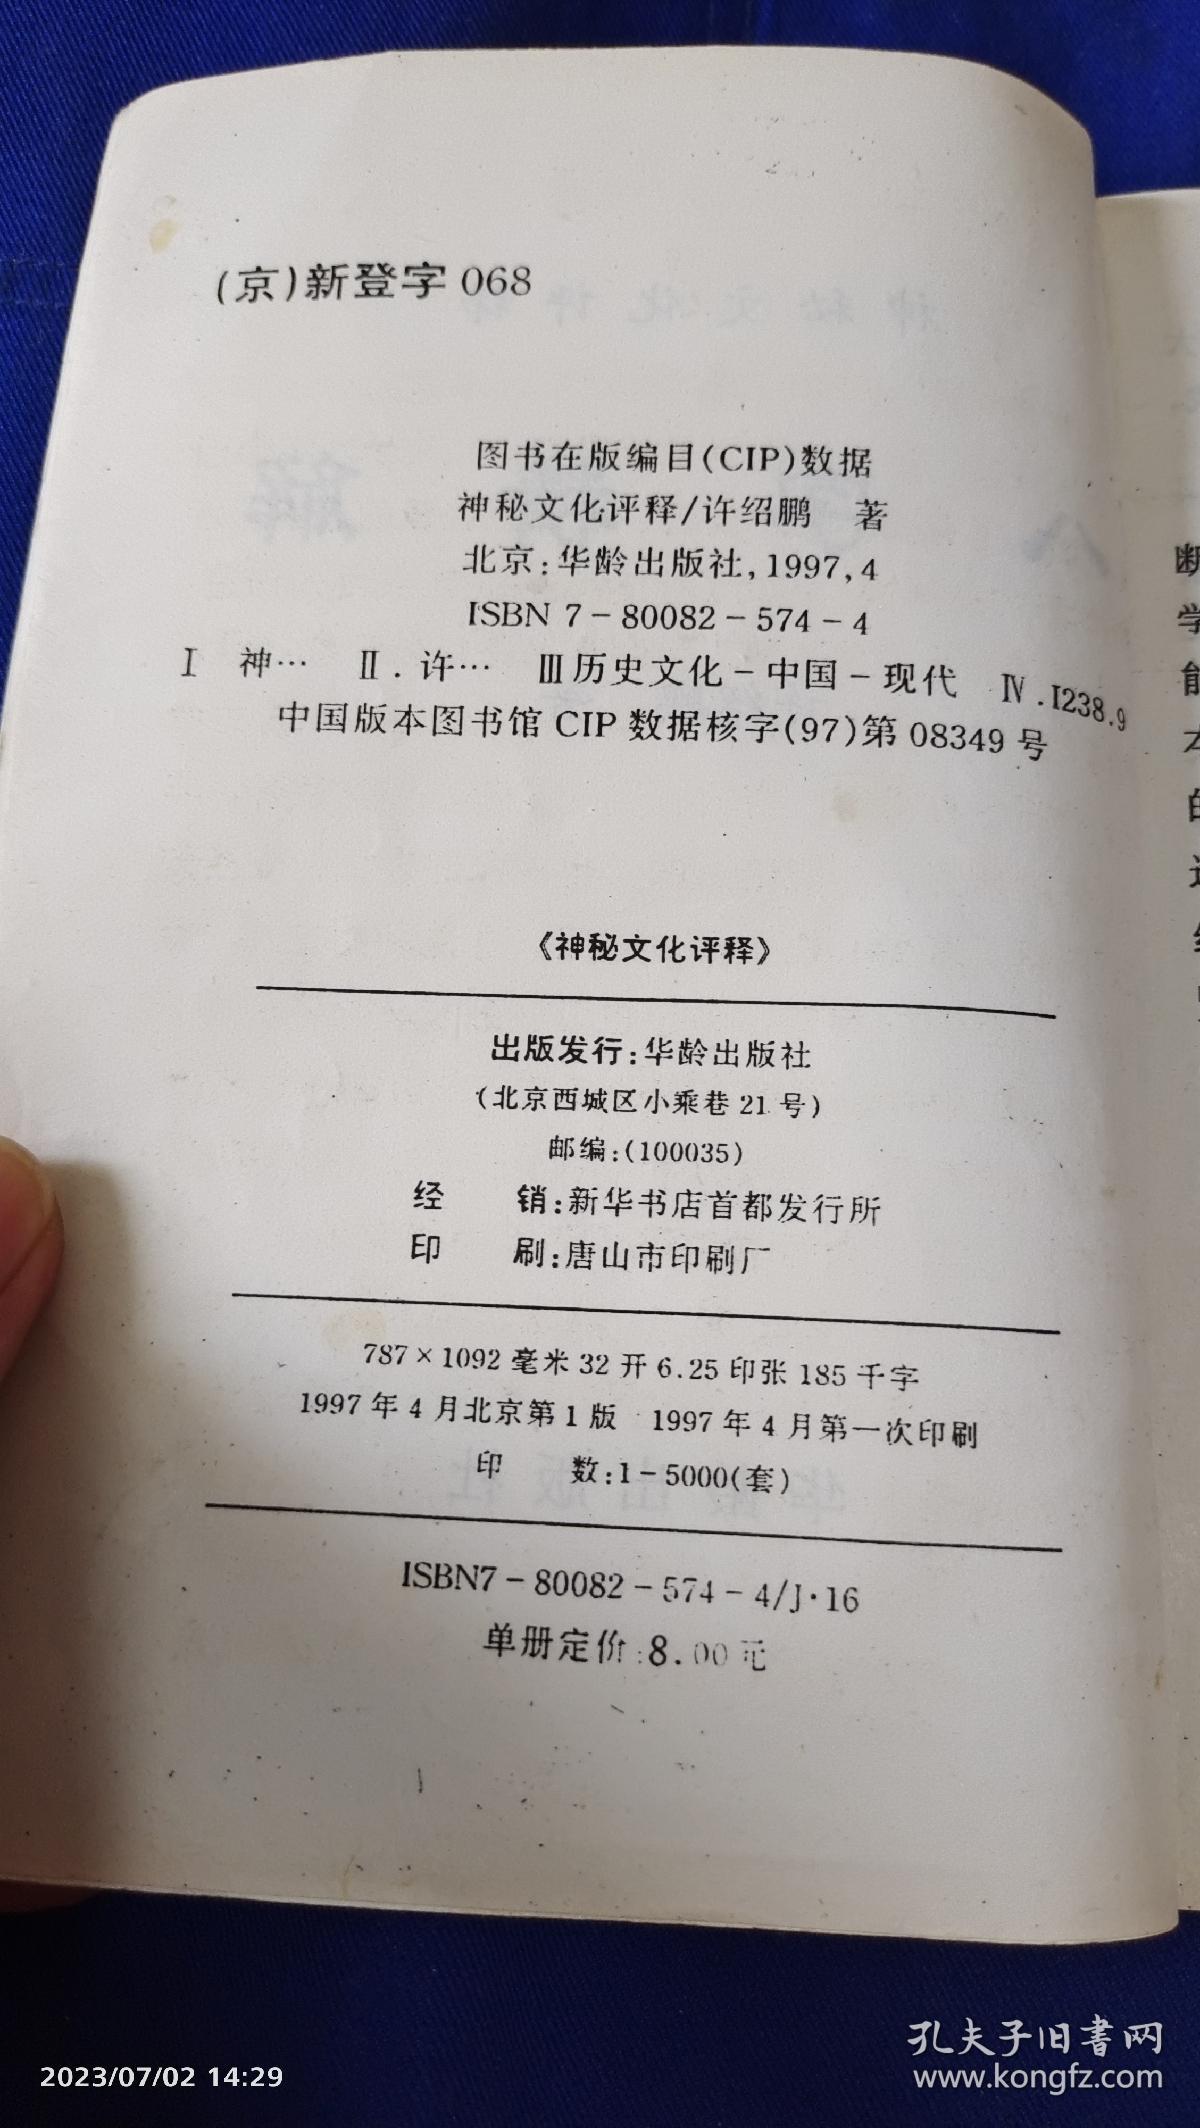 (京)新登字 068
图书在版编目(CIP)数据
神秘文化评释/许绍鹏 著
北京:华龄出版社,1997,4
ISBN 7-80082-574-4
Ⅰ 神… Ⅱ.许… Ⅲ历史文化-中国-现代 Ⅳ.I238.9
中国版本图书馆 CIP 数据核字(97)第 08349 号
《神秘文化评释》
出版发行:华龄出版社
(北京西城区小乘巷 21 号)
邮编:(100035)
经 销:新华书店首都发行所
印 刷:唐山市印刷厂
787×1092 毫米 32 开 6.25 印张 185 千字
1997 年 4 月北京第 1 版 1997 年 4 月第一次印刷
印 数:1-5000(套)
ISBN7-80082-574-4/J·16
单册定价:8.00 元
断
学
能
2023/07/02 14:29
孔夫子旧书网
www.kongfz.com